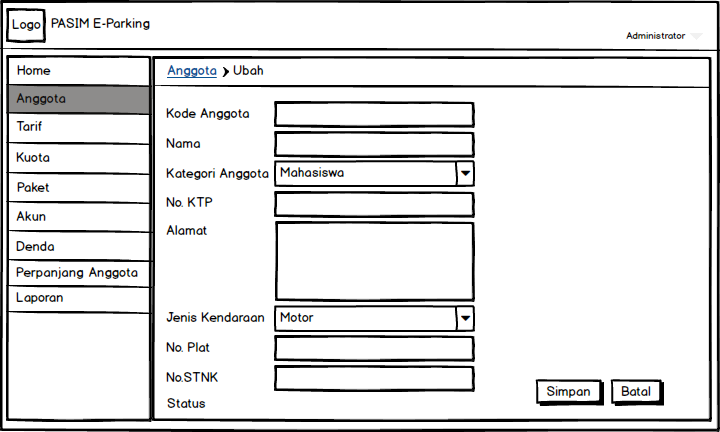 Logo PASIM E-Parking
Administrator
Home
Anggota
Tarif
Kuota
Paket
Akun
Denda
Perpanjang Anggota
Laporan
Anggota > Ubah
Kode Anggota
Nama
Kategori Anggota Mahasiswa
No. KTP
Alamat
Jenis Kendaraan Motor
No. Plat
No.STNK
Status
Simpan Batal